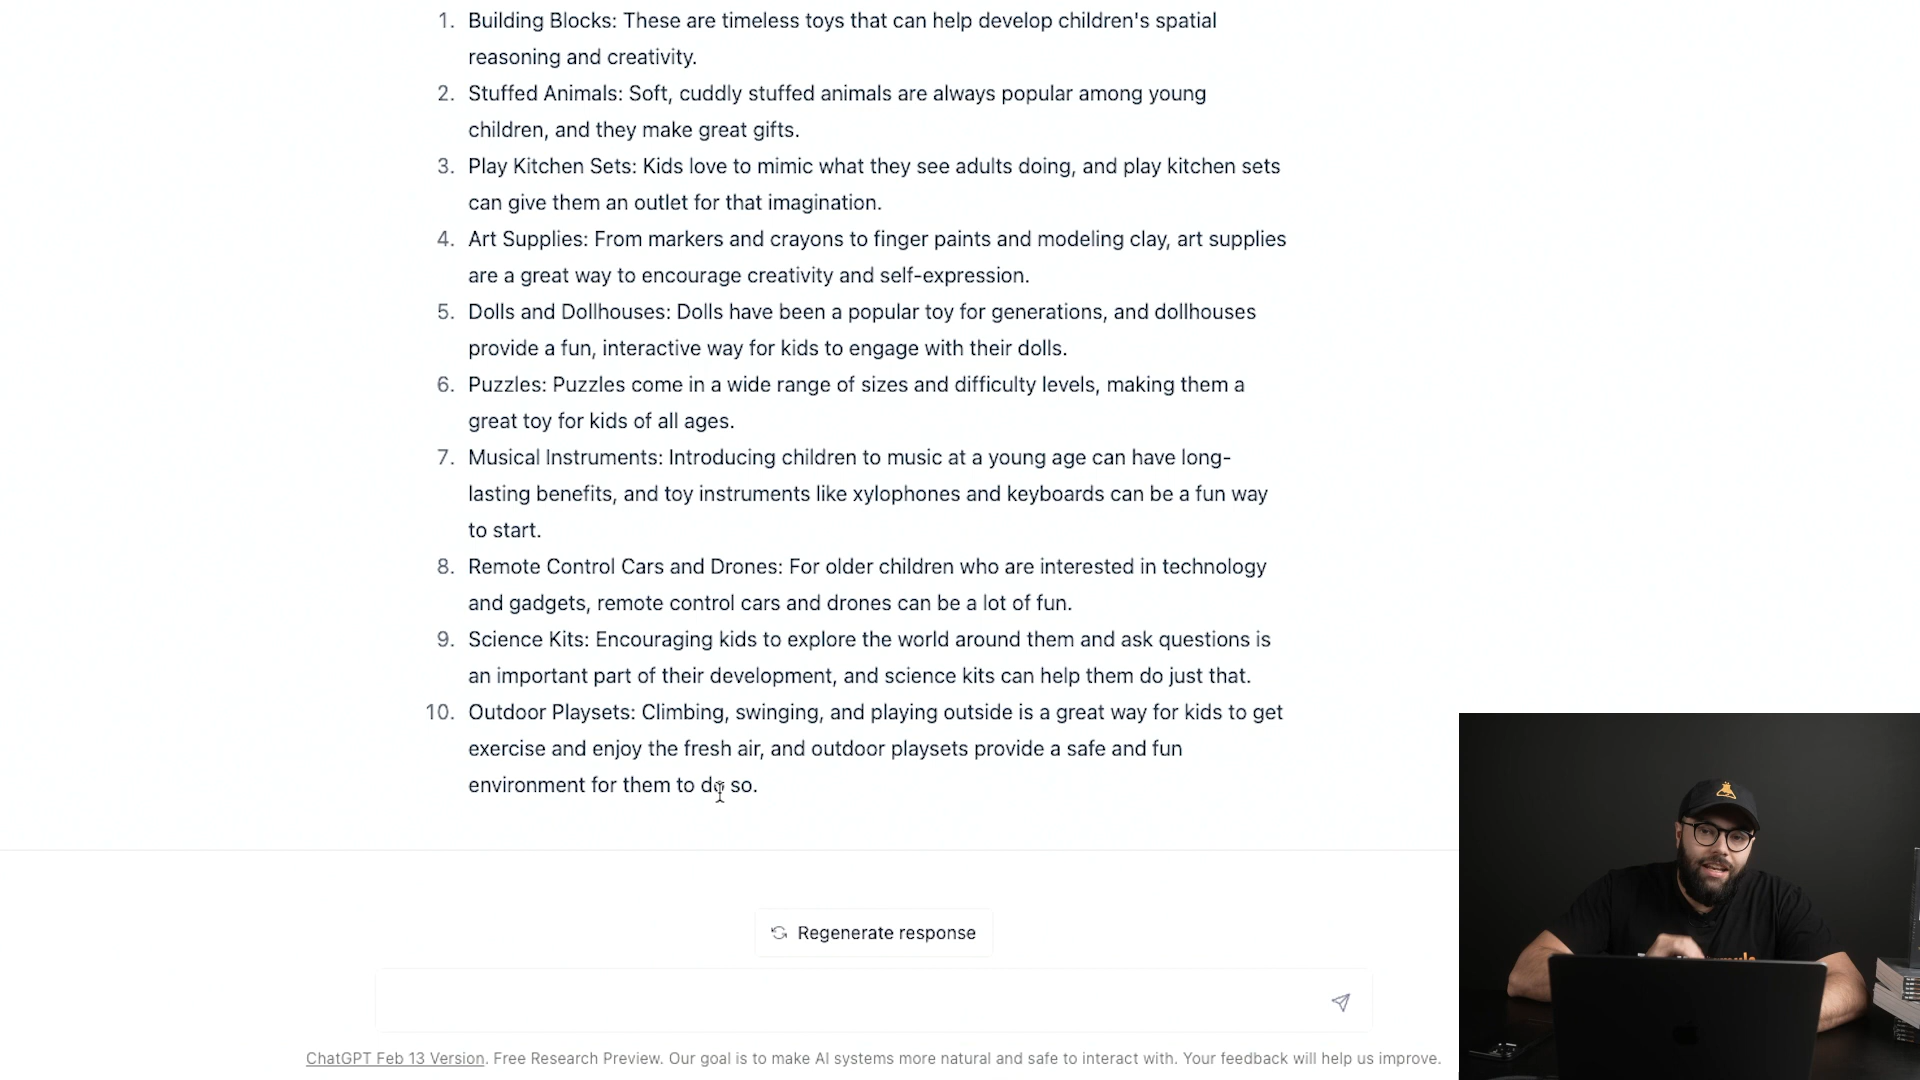 1. Building Blocks: These are timeless toys that can help develop children's spatial
reasoning and creativity.
2. Stuffed Animals: Soft, cuddly stuffed animals are always popular among young
children, and they make great gifts.
3. Play Kitchen Sets: Kids love to mimic what they see adults doing, and play kitchen sets
can give them an outlet for that imagination.
4. Art Supplies: From markers and crayons to finger paints and modeling clay, art supplies
are a great way to encourage creativity and self-expression.
5. Dolls and Dollhouses: Dolls have been a popular toy for generations, and dollhouses
provide a fun, interactive way for kids to engage with their dolls.
6. Puzzles: Puzzles come in a wide range of sizes and difficulty levels, making them a
great toy for kids of all ages.
7. Musical Instruments: Introducing children to music at a young age can have long-
lasting benefits, and toy instruments like xylophones and keyboards can be a fun way
to start.
8. Remote Control Cars and Drones: For older children who are interested in technology
and gadgets, remote control cars and drones can be a lot of fun.
9. Science Kits: Encouraging kids to explore the world around them and ask questions is
an important part of their development, and science kits can help them do just that.
10. Outdoor Playsets: Climbing, swinging, and playing outside is a great way for kids to get
exercise and enjoy the fresh air, and outdoor playsets provide a safe and fun
environment for them to do so.
Regenerate response
ChatGPT Feb 13 Version. Free Research Preview. Our goal is to make AI systems more natural and safe to interact with. Your feedback will help us improve.